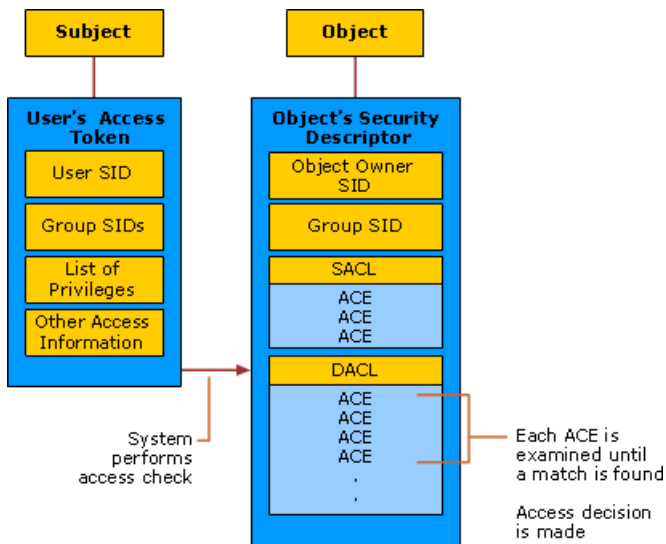 Subject
Object
User's Access
Token
User SID
Group SIDs
List of
Privileges
Other Access
Information
Object's Security
Descriptor
Object Owner
SID
Group SID
SACL
ACE
ACE
ACE
DACL
ACE
ACE
ACE
ACE
.
.
System
performs
access check
Each ACE is
examined until
a match is found
Access decision
is made